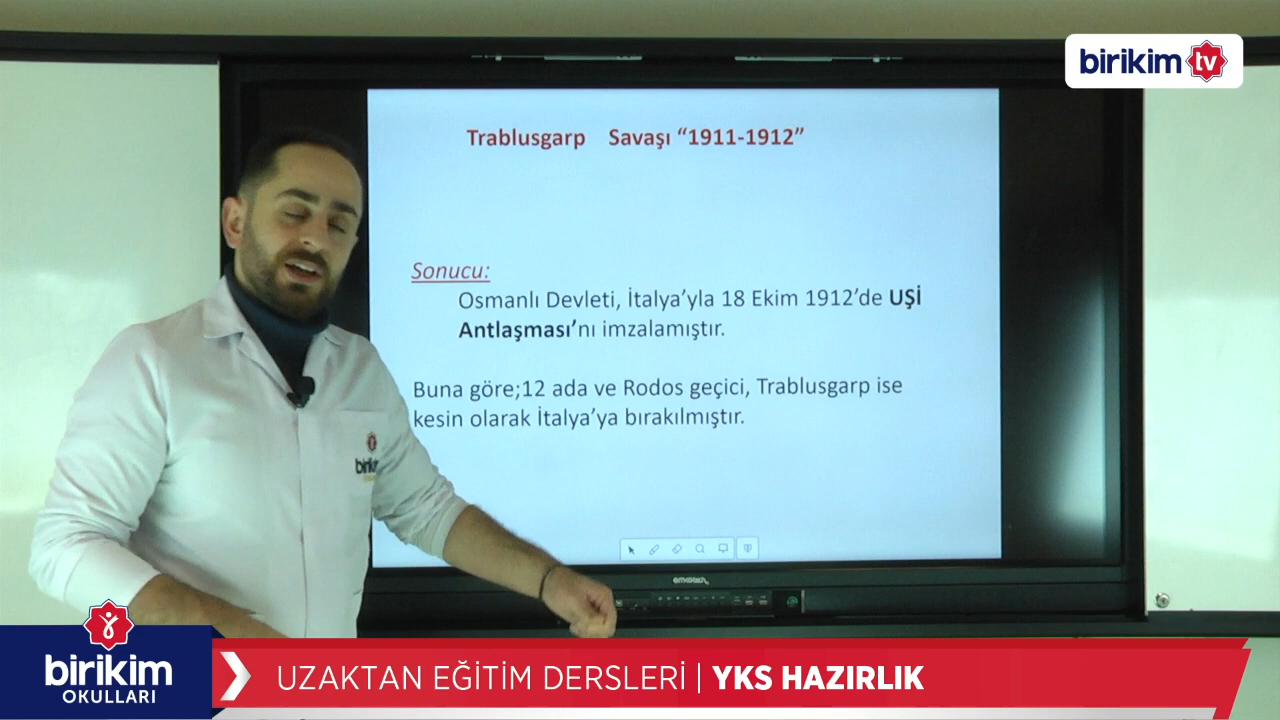 birikim tv
Trablusgarp Savaşı “1911-1912”
Sonucu:
Osmanlı Devleti, İtalya’yla 18 Ekim 1912’de UŞİ
Antlaşması’nı imzalamıştır.
Buna göre;12 ada ve Rodos geçici, Trablusgarp ise
kesin olarak İtalya’ya bırakılmıştır.
birikim
OKULLARI
UZAKTAN EĞİTİM DERSLERİ | YKS HAZIRLIK